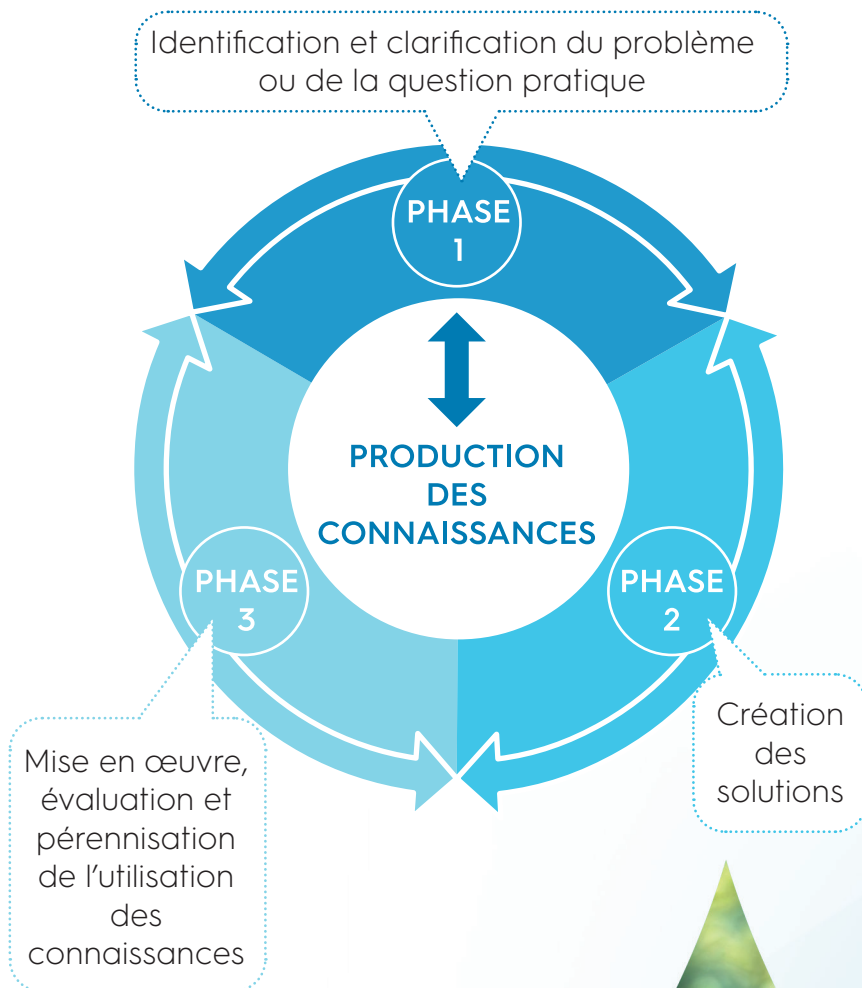 Identification et clarification du problème
ou de la question pratique
PHASE
1
PRODUCTION
DES
CONNAISSANCES
PHASE
3
PHASE
2
Création
des
solutions
Mise en œuvre,
évaluation et
pérennisation
de l'utilisation
des
connaissances